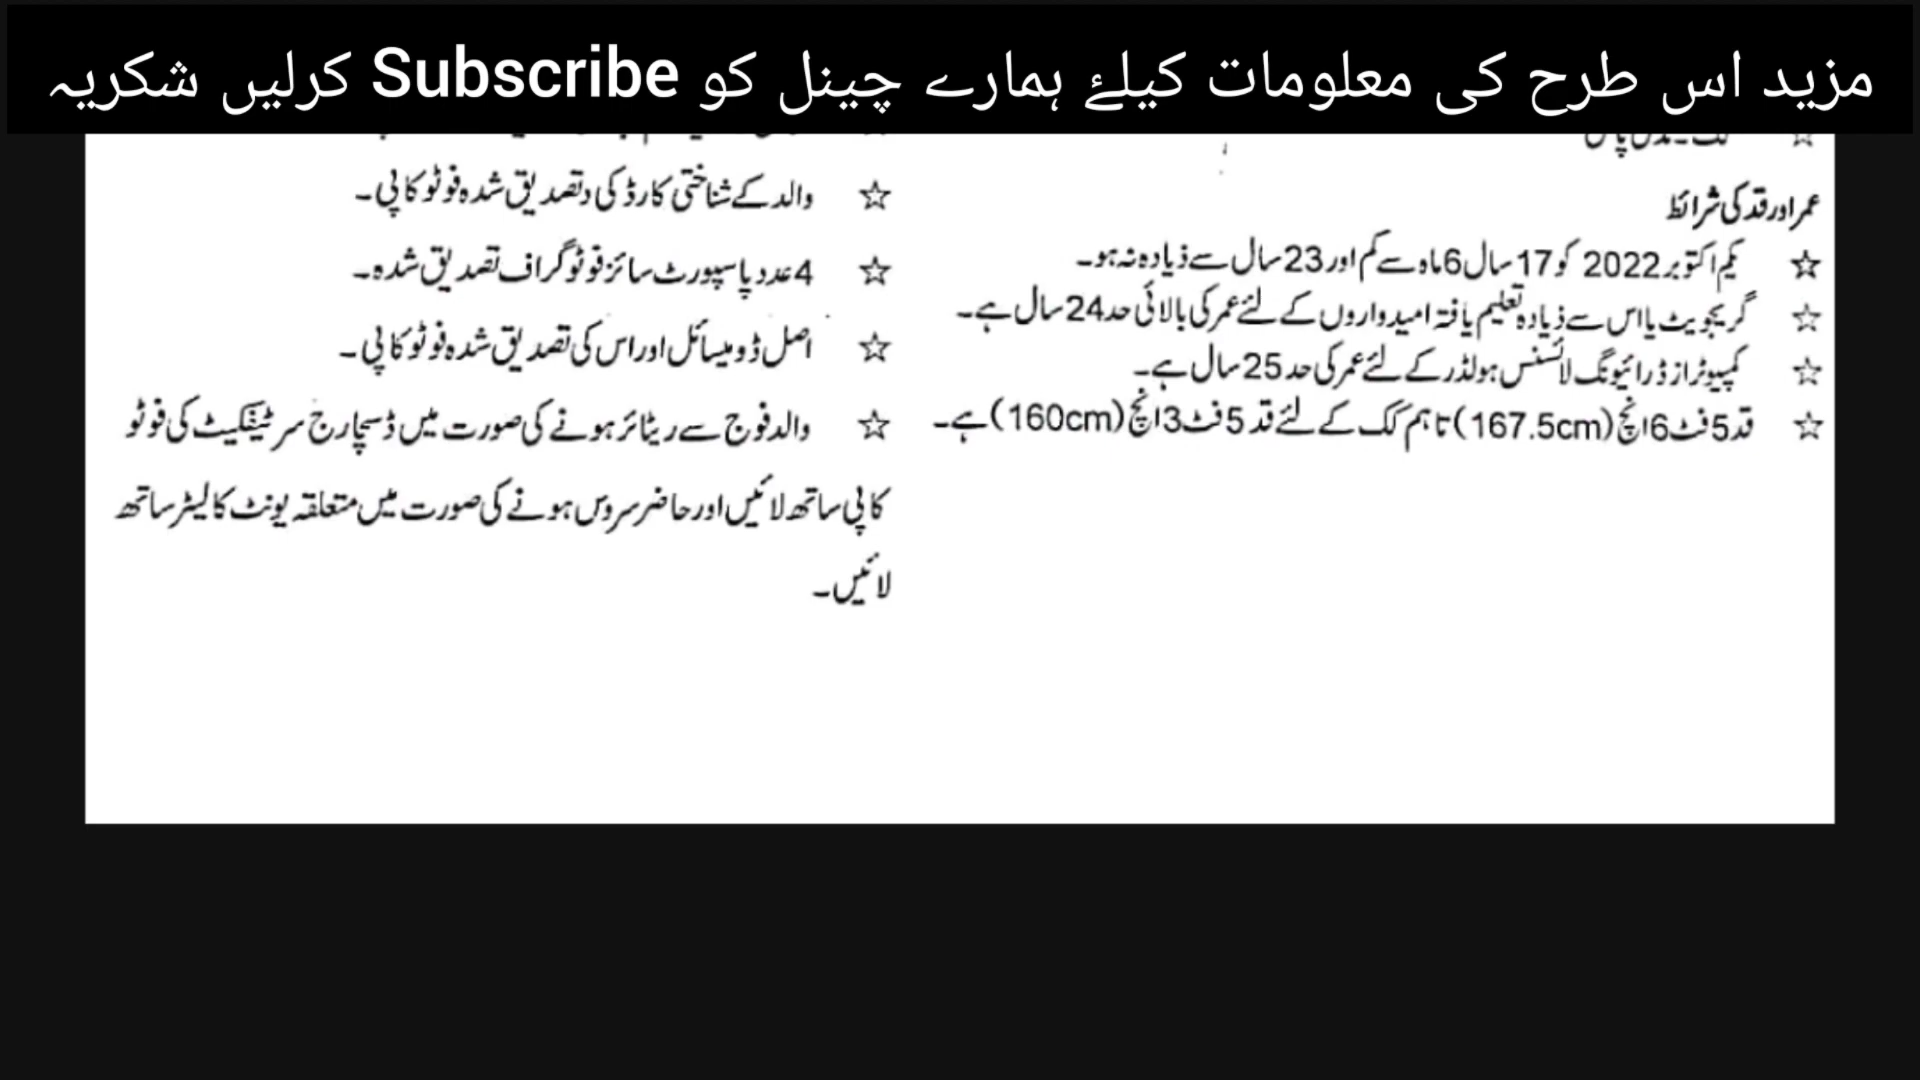 مزید اس طرح کی معلومات کیلئے ہمارے چینل کو Subscribe کرلیں شکریہ
عمر اور قد کی شرائط
☆ یکم اکتوبر 2022 کو 17 سال 6 ماہ سے کم اور 23 سال سے ذیادہ نہ ہو۔
☆ گریجویٹ یا اس سے ذیادہ تعلیم یافتہ امیدواروں کے لئے عمر کی بالائی حد 24 سال ہے۔
☆ کمپیوٹراز ڈرائیونگ لائسنس ہولڈر کے لئے عمر کی حد 25 سال ہے۔
☆ قد 5 فٹ 6 انچ (167.5cm) تاہم کک کے لئے قد 5 فٹ 3 انچ (160cm) ہے۔
☆ والد کے شناختی کارڈ کی تصدیق شدہ فوٹو کاپی۔
☆ 4 عدد پاسپورٹ سائز فوٹو گراف تصدیق شدہ۔
☆ اصل ڈومیسائل اور اس کی تصدیق شدہ فوٹو کاپی۔
☆ والد فوج سے ریٹائر ہونے کی صورت میں ڈسچارج سرٹیفکیٹ کی فوٹو
کاپی ساتھ لائیں اور حاضر سروس ہونے کی صورت میں متعلقہ یونٹ کا لیٹر ساتھ
لائیں۔